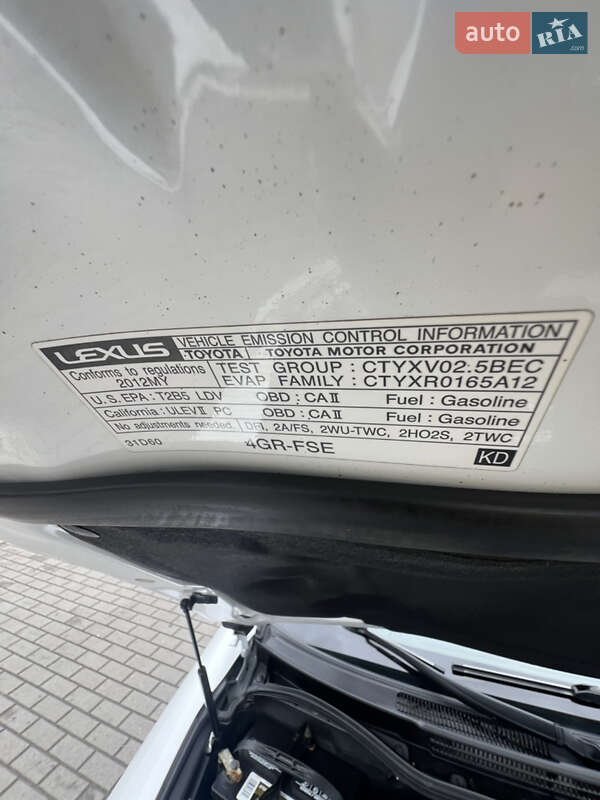 auto RIA.com
LEXUS VEHICLE EMISSION CONTROL INFORMATION
TOYOTA TOYOTA MOTOR CORPORATION
Conforms to regulations TEST GROUP : CTYXV02.5BEC
2012MY EVAP FAMILY: CTYXR0165A12
U.S. EPA: T2B5 LDV OBD: CAⅡ Fuel: Gasoline
California: ULEVⅡ PC OBD: CAⅡ Fuel: Gasoline
No adjustments needed. DFI, 2A/FS, 2WU-TWC, 2HO2S, 2TWC
31D60 4GR-FSE KD